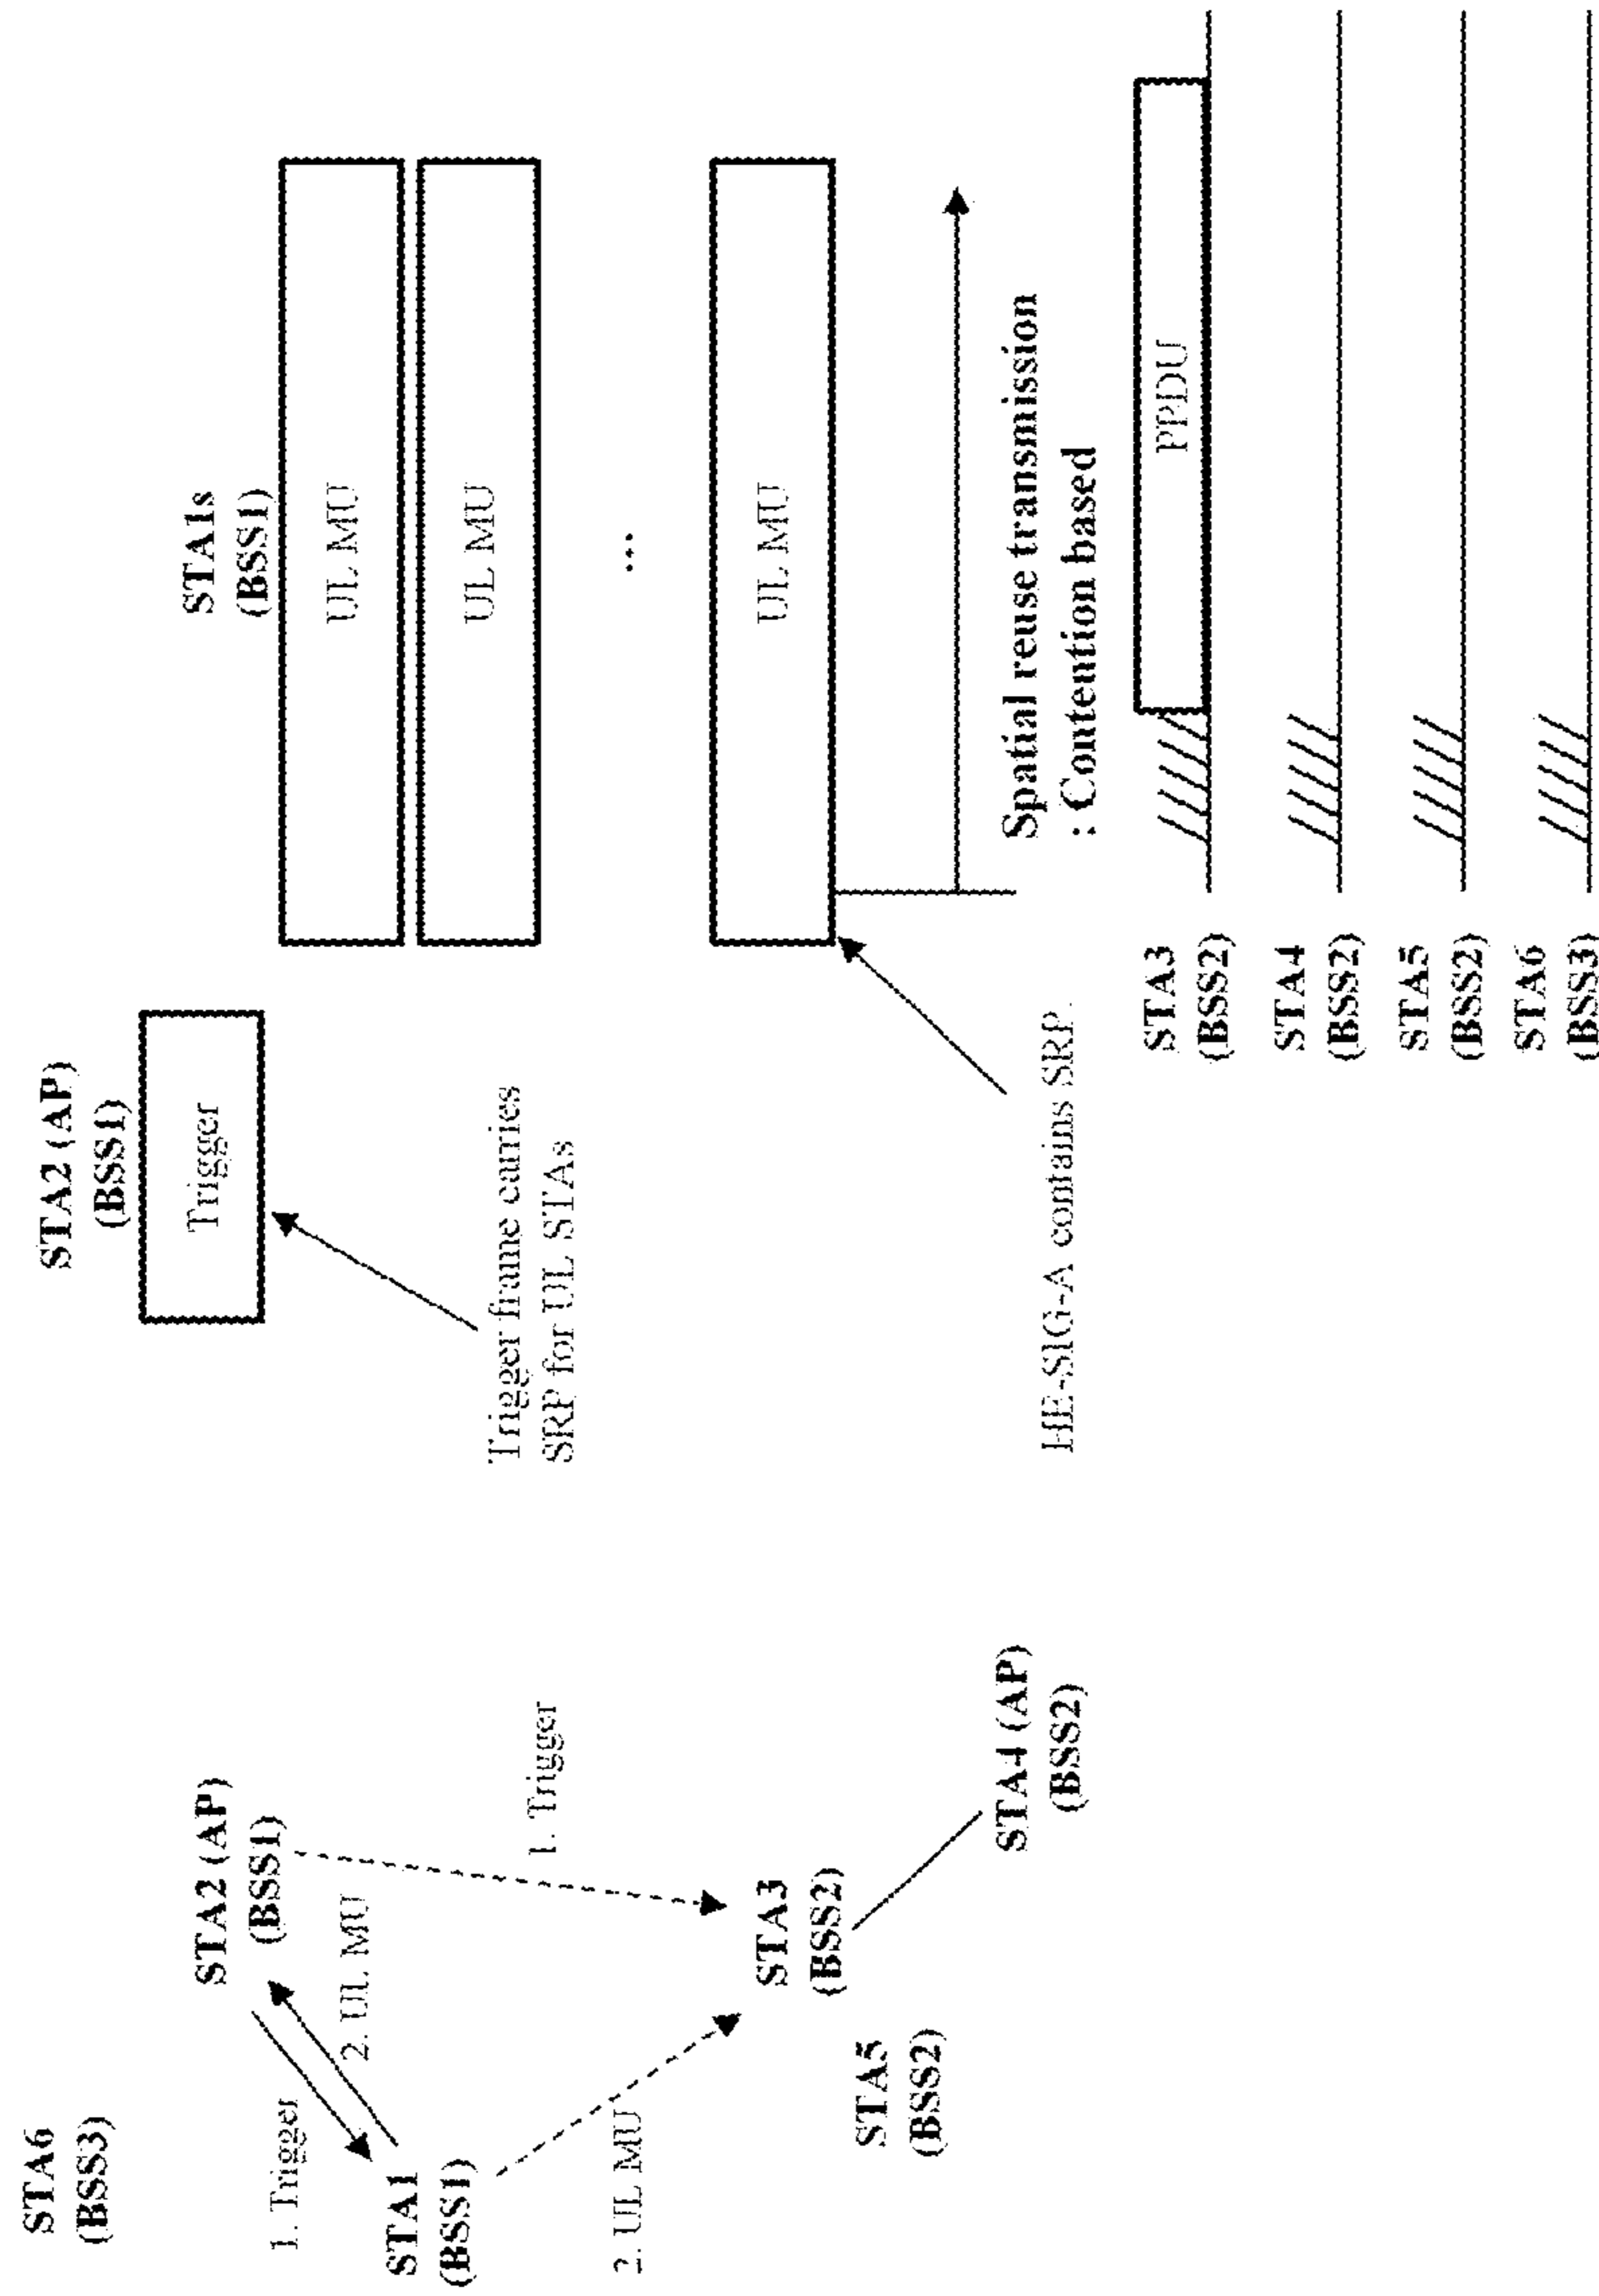 STA6
(BSS3)
STA2 (AP)
(BSS1)
1. Trigger
2. UL MU
STA1
(BSS1)
1. Trigger
2. UL MU
STA3
(BSS2)
STA5
(BSS2)
STA4 (AP)
(BSS2)
STA2 (AP)
(BSS1)
Trigger
Trigger frame carries
SRP for UL STAs
STA1s
(BSS1)
UL MU
UL MU
...
UL MU
HE-SIG-A contains SRP.
Spatial reuse transmission
: Contention based
STA3
(BSS2)
PPDU
STA4
(BSS2)
STA5
(BSS2)
STA6
(BSS3)